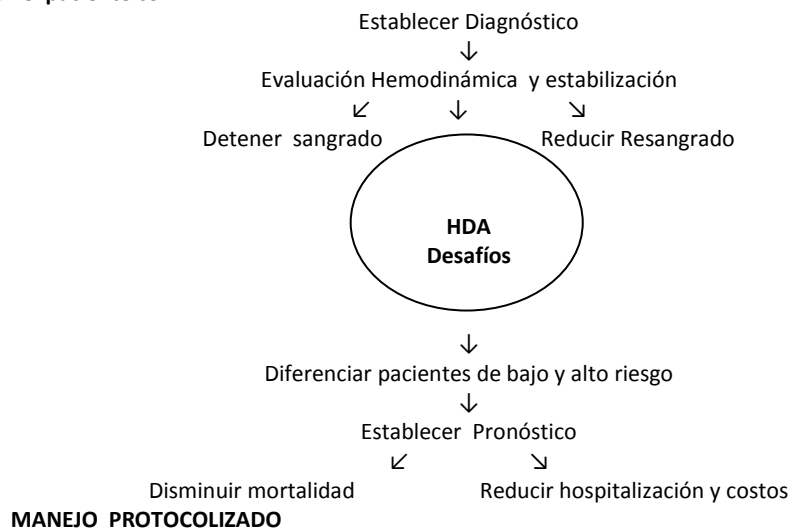 Establecer Diagnóstico
↓
Evaluación Hemodinámica y estabilización
↙ ↓ ↘
Detener sangrado Reducir Resangrado
HDA
Desafíos
↓
Diferenciar pacientes de bajo y alto riesgo
↓
Establecer Pronóstico
↙ ↘
Disminuir mortalidad Reducir hospitalización y costos
MANEJO PROTOCOLIZADO